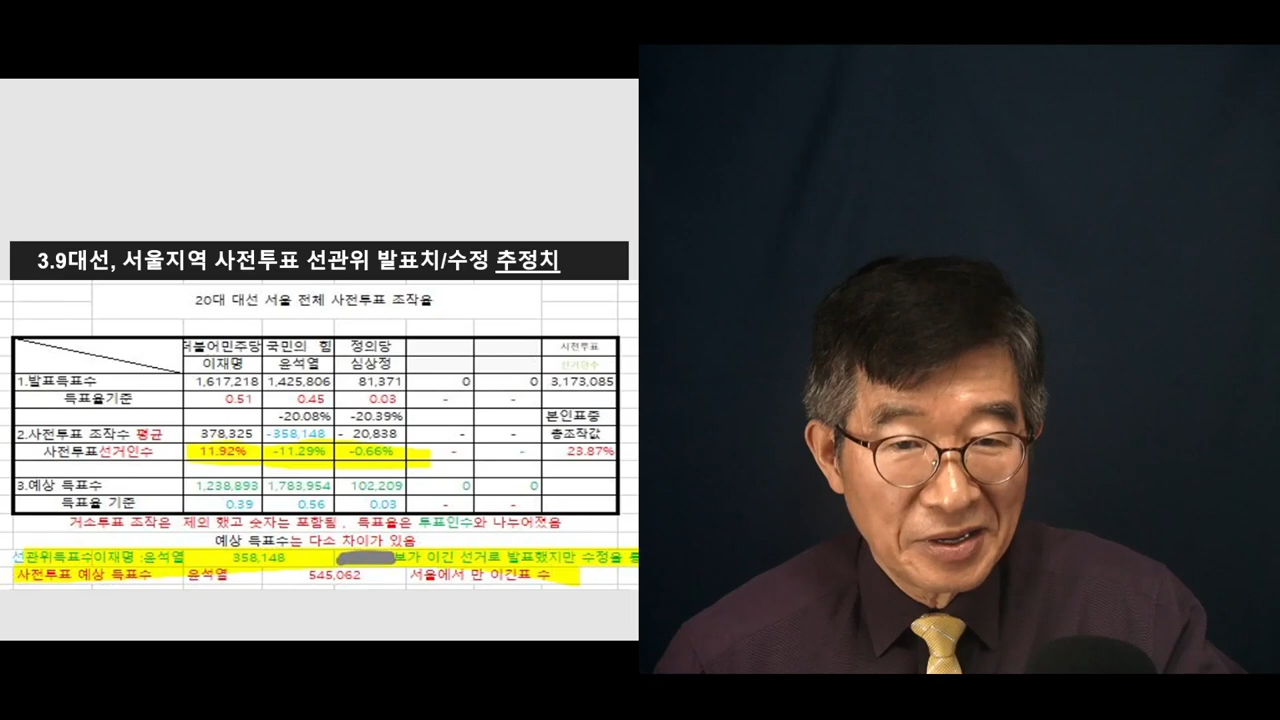 3.9대선, 서울지역 사전투표 선관위 발표치/수정 추정치
20대 대선 서울 전체 사전투표 조작율
더불어민주당 국민의 힘 정의당 사전투표
이재명 윤석열 심상정 선거인수
1.발표득표수 1,617,218 1,425,806 81,371 0 0 3,173,085
득표율기준 0.51 0.45 0.03 - -
-20.08% -20.39% 본인표중
2.사전투표 조작수 평균 378,325 -358,148 - 20,838 - - 총조작값
사전투표선거인수 11.92% -11.29% -0.66% - - 23.87%
3.예상 득표수 1,238,893 1,783,954 102,209 0 0
득표율 기준 0.39 0.56 0.03 - -
거소투표 조작은 제외 했고 숫자는 포함됨 , 득표율은 투표인수와 나누어졌음
예상 득표수는 다소 차이가 있음
선관위득표수이재명 :윤석열 358,148 보가 이긴 선거로 발표했지만 수정을 통
사전투표 예상 득표수 윤석열 545,062 서울에서 만 이긴표 수